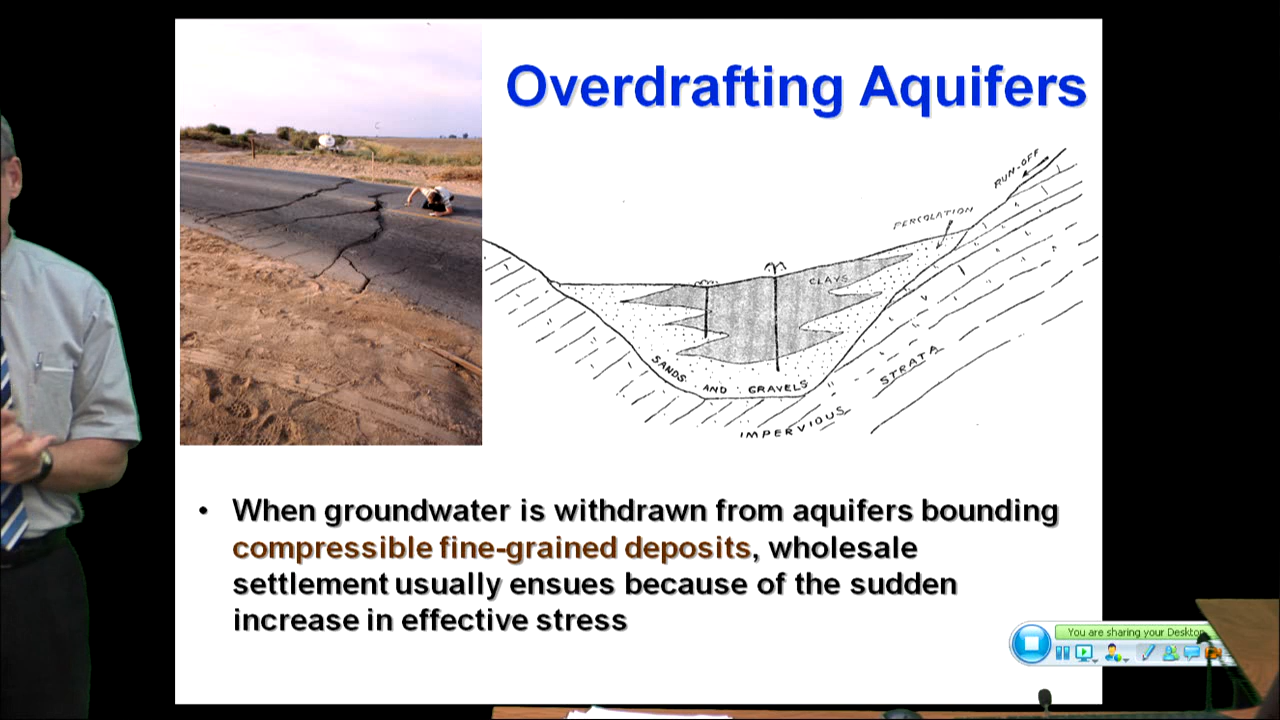 Overdrafting Aquifers
RUN-OFF
PERCOLATION
CLAYS
SANDS AND GRAVELS
STRATA
IMPERVIOUS
• When groundwater is withdrawn from aquifers bounding
compressible fine-grained deposits, wholesale
settlement usually ensues because of the sudden
increase in effective stress
You are sharing your Desktop